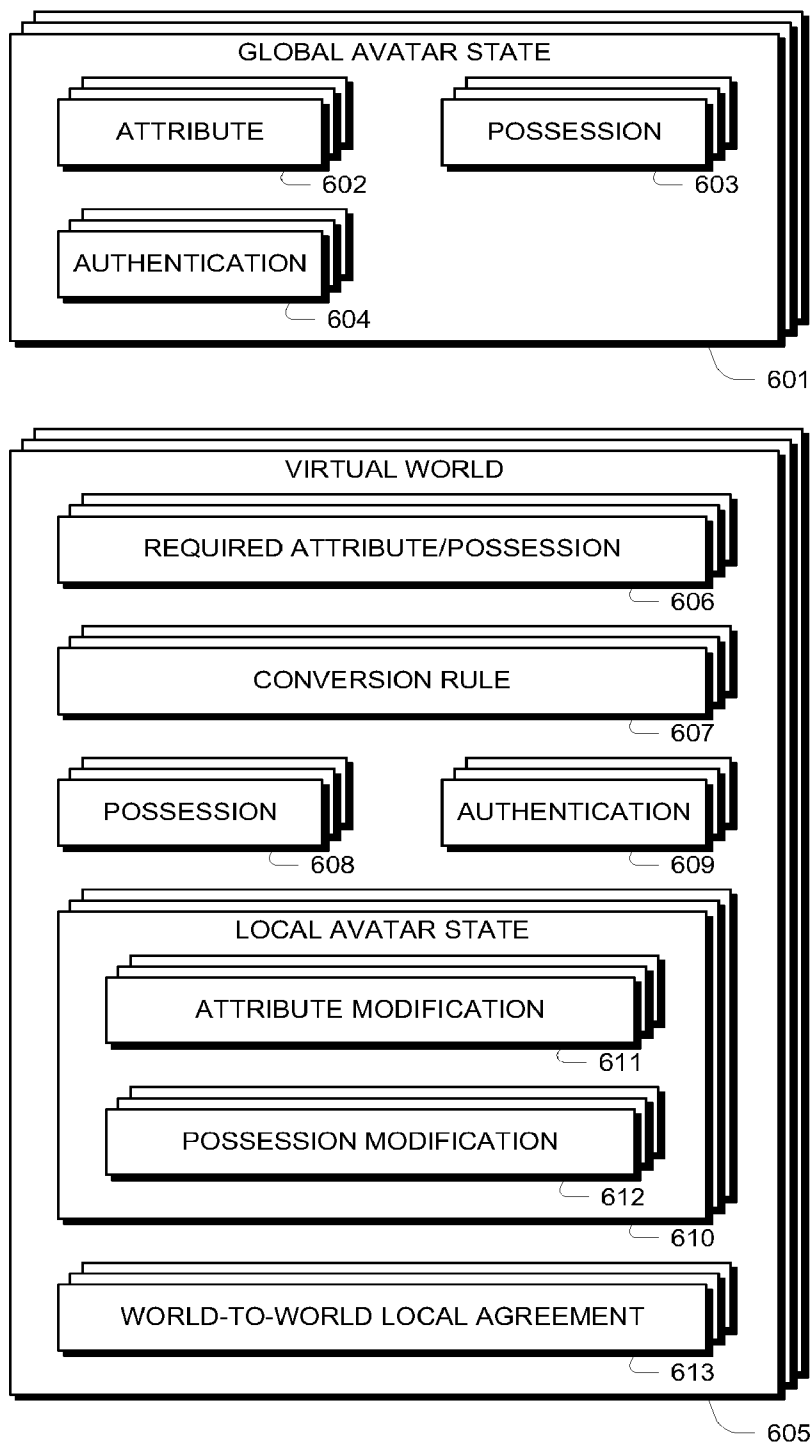 GLOBAL AVATAR STATE
ATTRIBUTE
POSSESSION
602
603
AUTHENTICATION
604
601
VIRTUAL WORLD
REQUIRED ATTRIBUTE/POSSESSION
606
CONVERSION RULE
607
POSSESSION
AUTHENTICATION
608
609
LOCAL AVATAR STATE
ATTRIBUTE MODIFICATION
611
POSSESSION MODIFICATION
612
610
WORLD-TO-WORLD LOCAL AGREEMENT
613
605